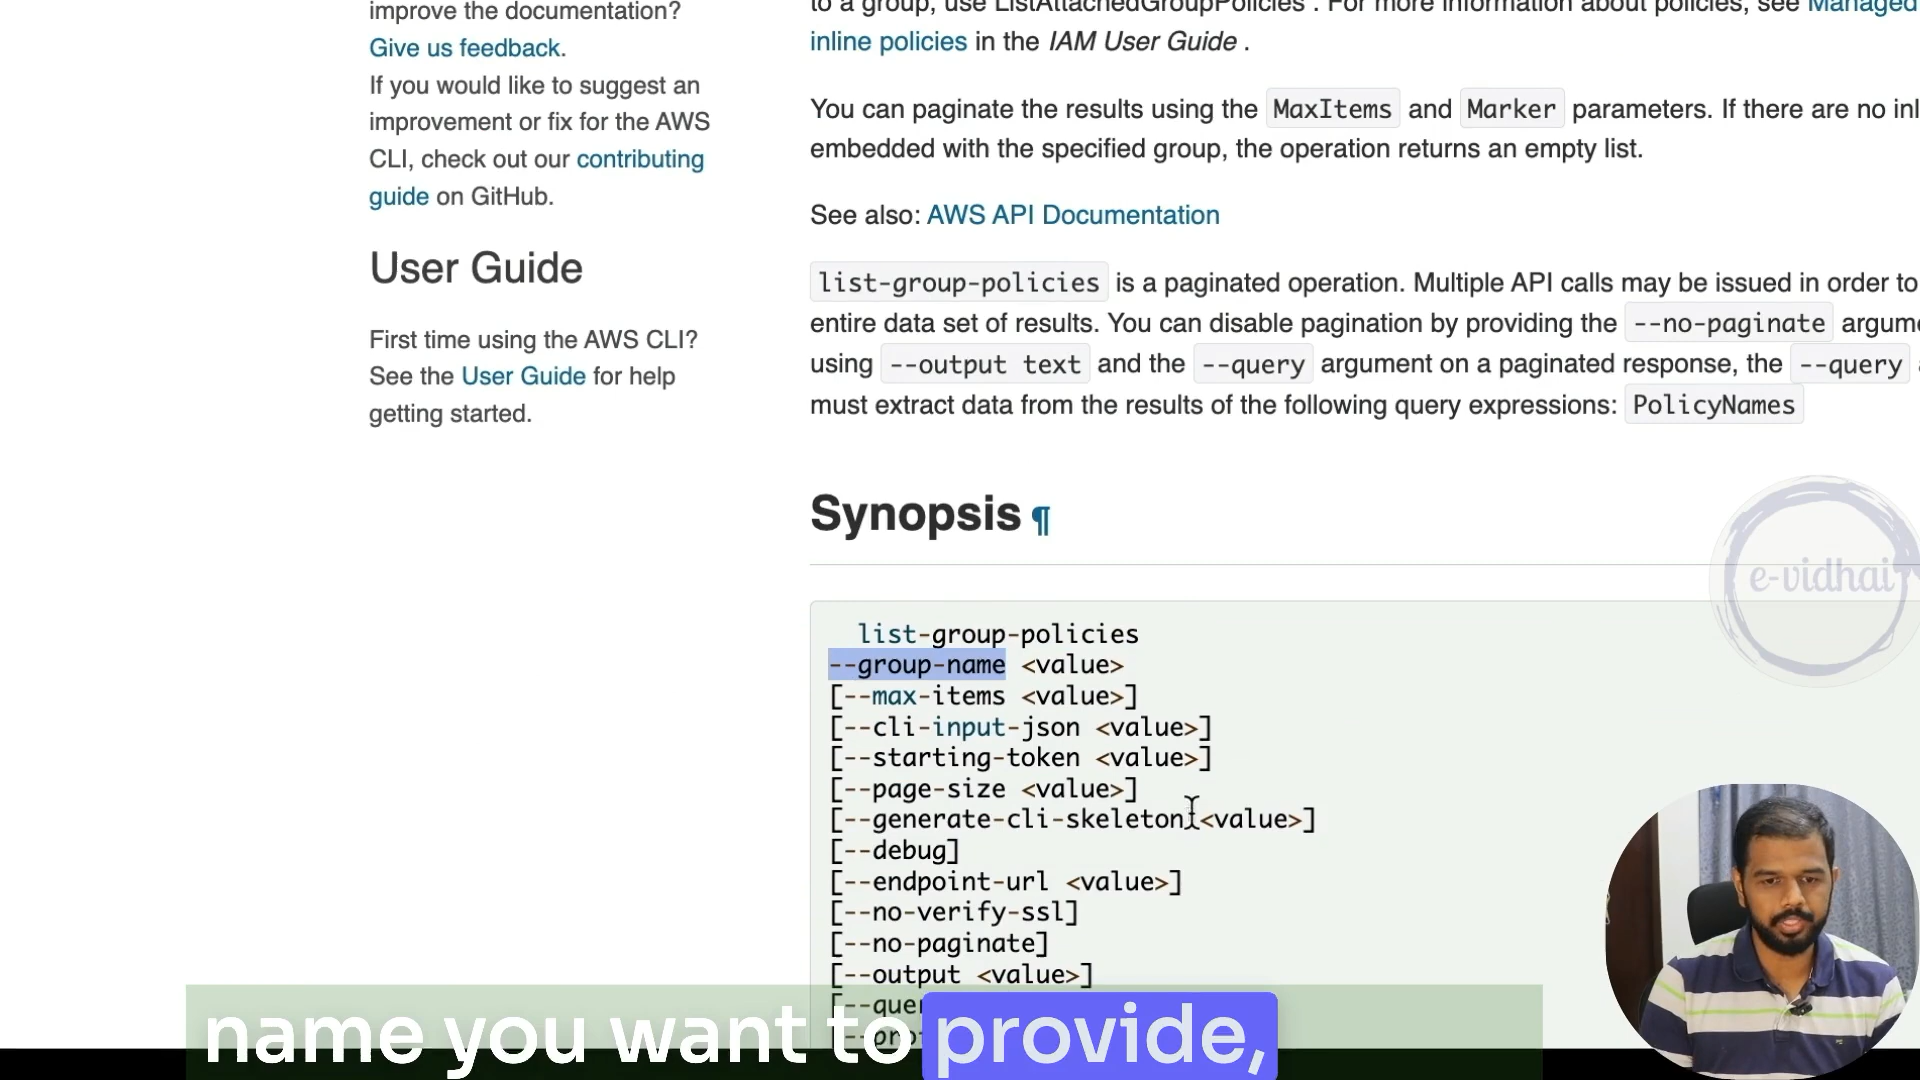 improve the documentation?
Give us feedback.
If you would like to suggest an
improvement or fix for the AWS
CLI, check out our contributing
guide on GitHub.
User Guide
First time using the AWS CLI?
See the User Guide for help
getting started.
to a group, use ListAttachedGroupPolicies . For more information about policies, see Managed
inline policies in the IAM User Guide .
You can paginate the results using the MaxItems and Marker parameters. If there are no inl
embedded with the specified group, the operation returns an empty list.
See also: AWS API Documentation
list-group-policies is a paginated operation. Multiple API calls may be issued in order to
entire data set of results. You can disable pagination by providing the --no-paginate argume
using --output text and the --query argument on a paginated response, the --query
must extract data from the results of the following query expressions: PolicyNames
Synopsis ¶
list-group-policies
--group-name <value>
[--max-items <value>]
[--cli-input-json <value>]
[--starting-token <value>]
[--page-size <value>]
[--generate-cli-skeleton <value>]
[--debug]
[--endpoint-url <value>]
[--no-verify-ssl]
[--no-paginate]
[--output <value>]
[--que
--pro
e-vidhai
name you want to provide,